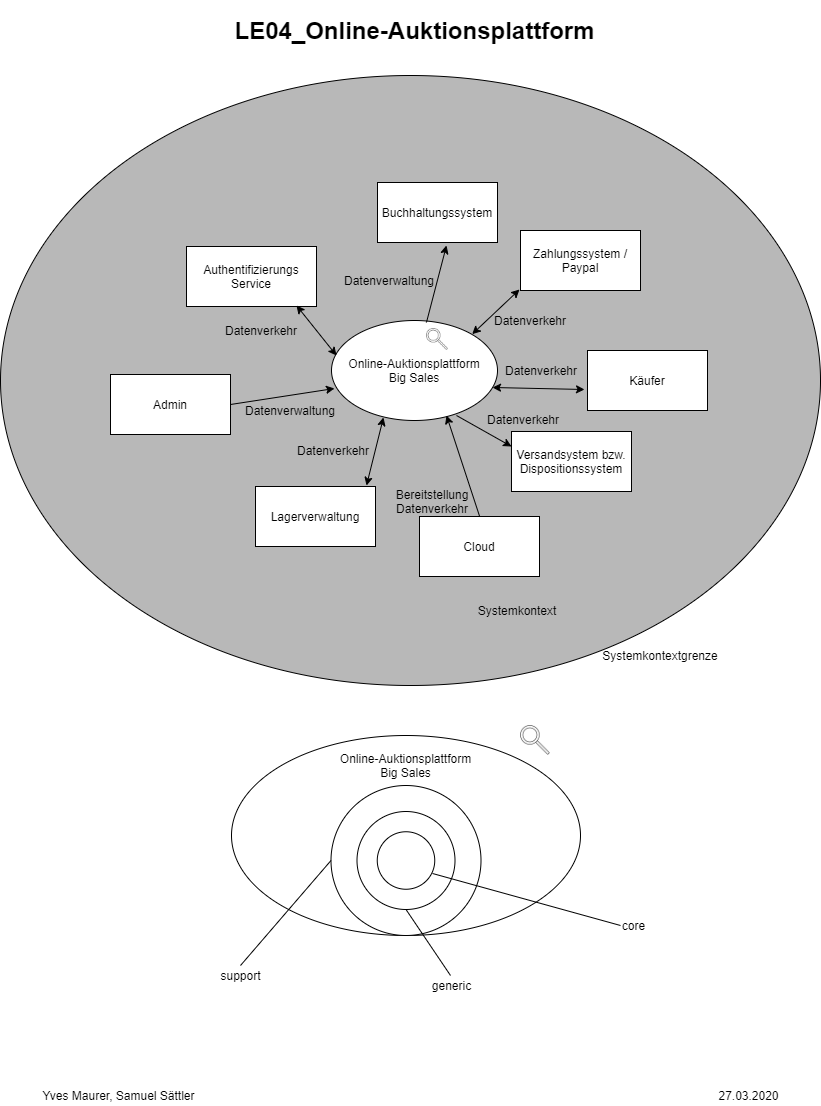 LE04_Online-Auktionsplattform
Buchhaltungssystem
Zahlungssystem /
Paypal
Authentifizierungs
Service
Datenverwaltung
Datenverkehr
Datenverkehr
Online-Auktionsplattform
Big Sales
Datenverkehr
Käufer
Admin
Datenverwaltung
Datenverkehr
Datenverkehr
Versandsystem bzw.
Dispositionssystem
Bereitstellung
Datenverkehr
Lagerverwaltung
Cloud
Systemkontext
Systemkontextgrenze
Online-Auktionsplattform
Big Sales
core
support
generic
Yves Maurer, Samuel Sättler
27.03.2020